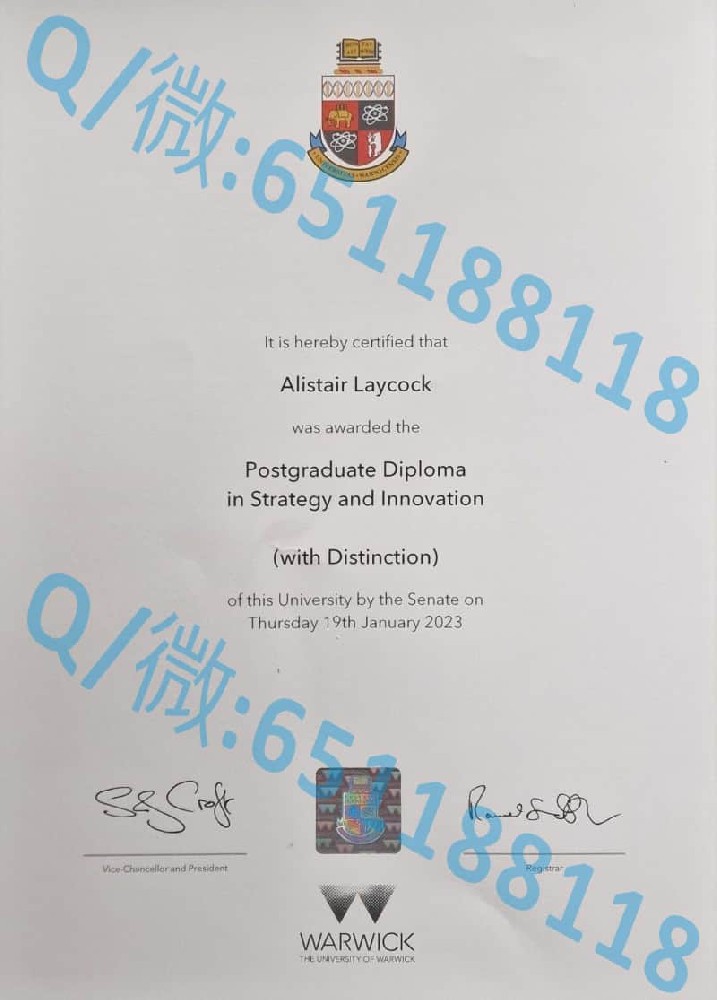 Q/微:651188118
It is hereby certified that
Alistair Laycock
was awarded the
Postgraduate Diploma
in Strategy and Innovation
(with Distinction)
of this University by the Senate on
Thursday 19th January 2023
Q/微:651188118
Vice-Chancellor and President
Registrar
WARWICK
THE UNIVERSITY OF WARWICK